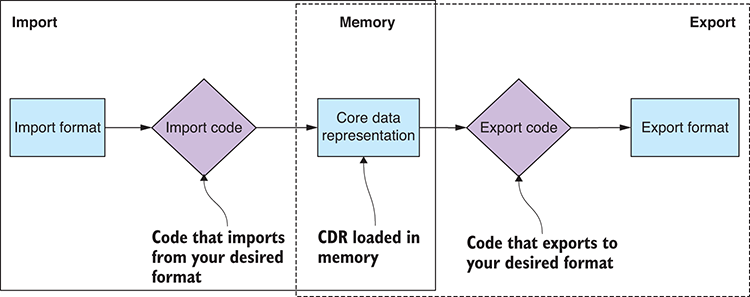 Import
Memory
Export
Import format
Import code
Core data
representation
Export code
Export format
Code that imports
from your desired
format
CDR loaded in
memory
Code that exports to
your desired format